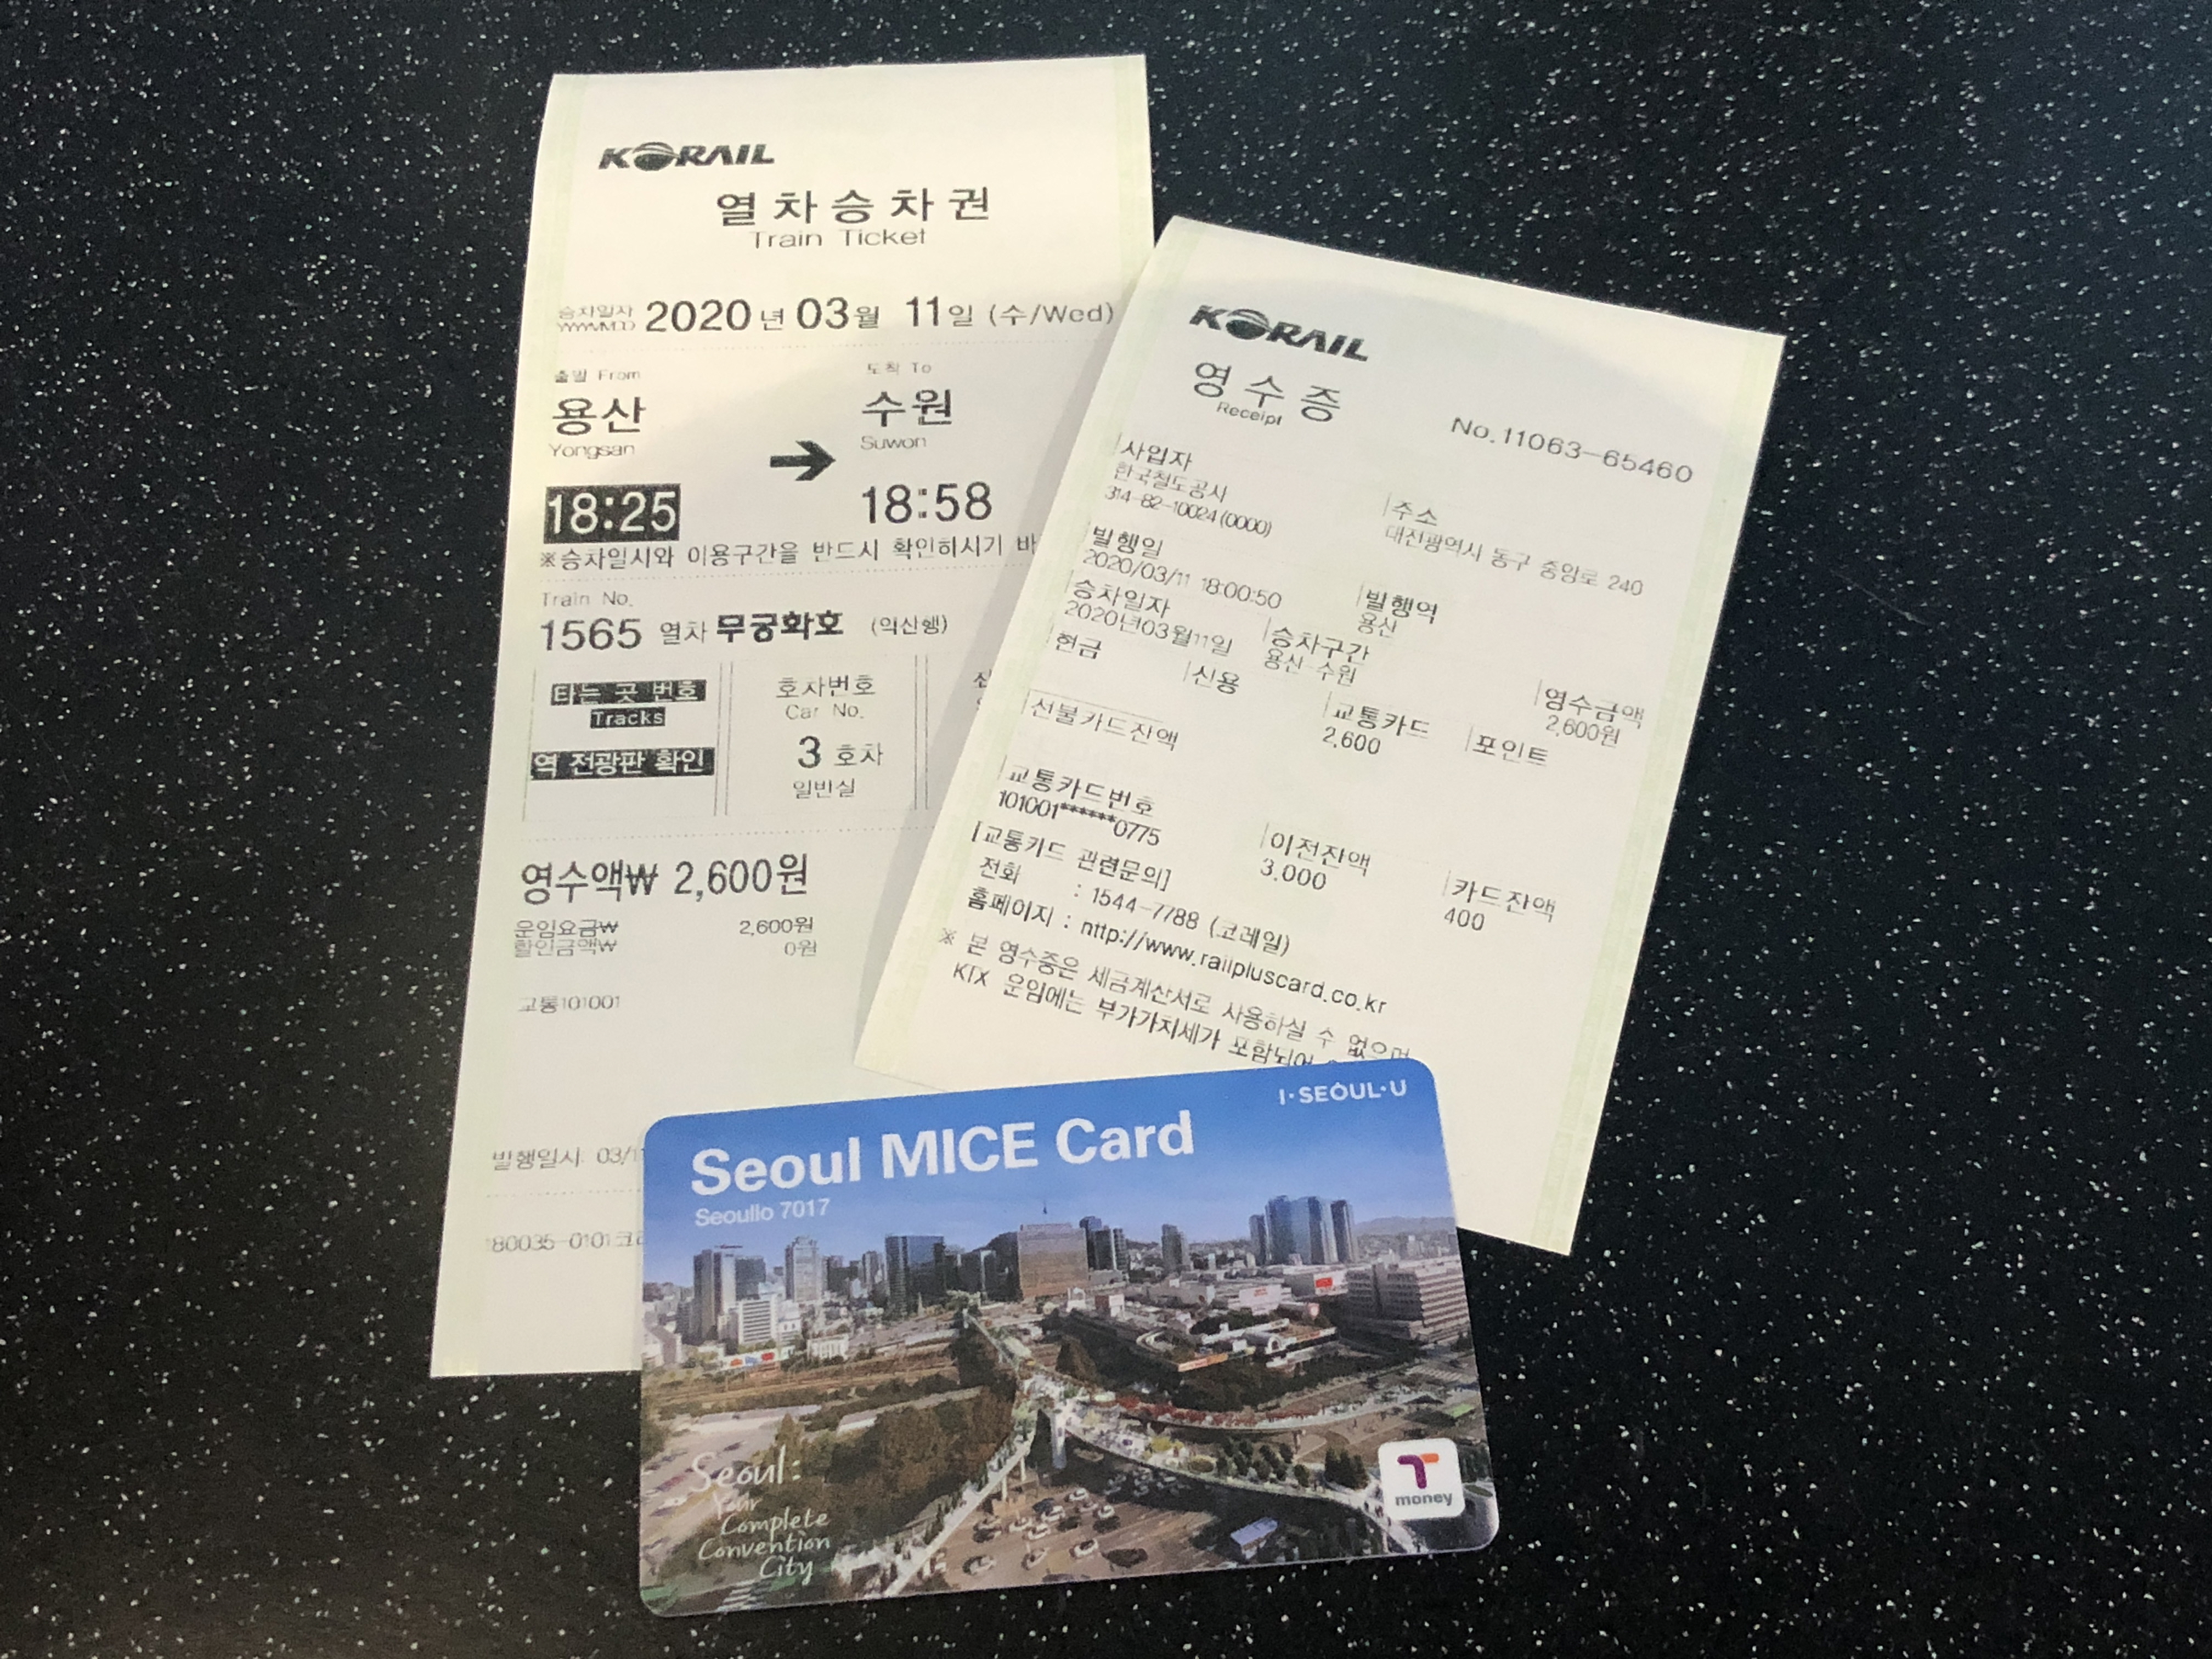 KORAIL
열차승차권
Train Ticket
승차일자
YYYY/MM/DD
2020년 03월 11일 (수/Wed)
출발 From
도착 To
용산
수원
Yongsan
Suwon
18:25
18:58
※승차일시와 이용구간을 반드시 확인하시기 바
Train No.
1565 열차 무궁화호 (익산행)
타는 곳 번호
Tracks
역 전광판 확인
호차번호
Car No.
3 호차
일반실
영수액₩ 2,600원
운임요금₩ 2,600원
할인금액₩ 0원
교통101001
발행일시 03/1
80035-0101
KORAIL
영수증
Receipt
No.11063-65460
사업자
한국철도공사
314-82-10024(0000)
주소
대전광역시 동구 중앙로 240
발행일
2020/03/11 18:00:50
발행역
용산
승차일자
2020년03월11일
승차구간
용산 수원
영수금액
2,600원
현금
신용
교통카드
2,600
포인트
선불카드잔액
교통카드번호
101001******0775
이전잔액
3,000
카드잔액
400
[교통카드 관련문의]
전화 : 1544-7788 (코레일)
홈페이지 : http://www.railpluscard.co.kr
※ 본 영수증은 세금계산서로 사용하실 수 없으며
KTX 운임에는 부가가치세가 포함되어
I·SEOUL·U
Seoul MICE Card
Seoullo 7017
Seoul:
Your
Complete
Convention
City
T
money